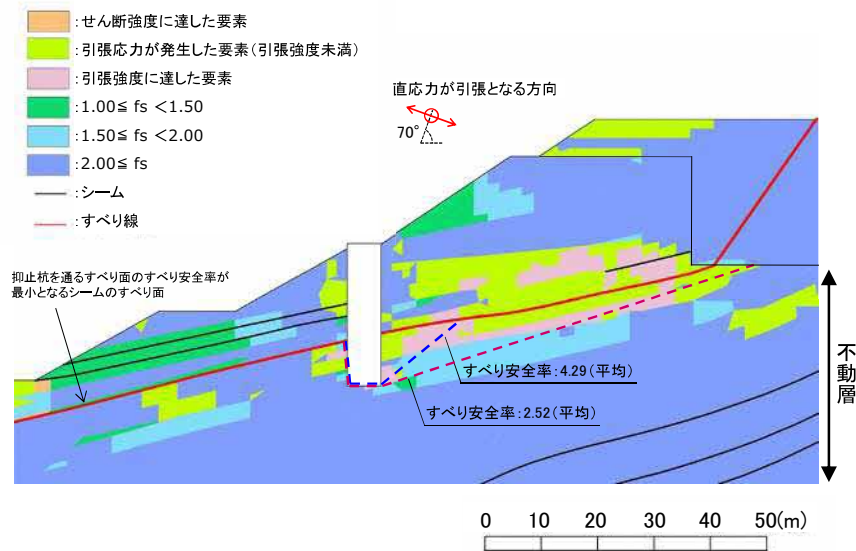 :せん断強度に達した要素
:引張応力が発生した要素(引張強度未満)
:引張強度に達した要素
:1.00≦ fs <1.50
:1.50≦ fs <2.00
:2.00≦ fs
:シーム
:すべり線
直応力が引張となる方向
70°
抑止杭を通るすべり面のすべり安全率が
最小となるシームのすべり面
すべり安全率:4.29(平均)
すべり安全率:2.52(平均)
不動層
0 10 20 30 40 50(m)